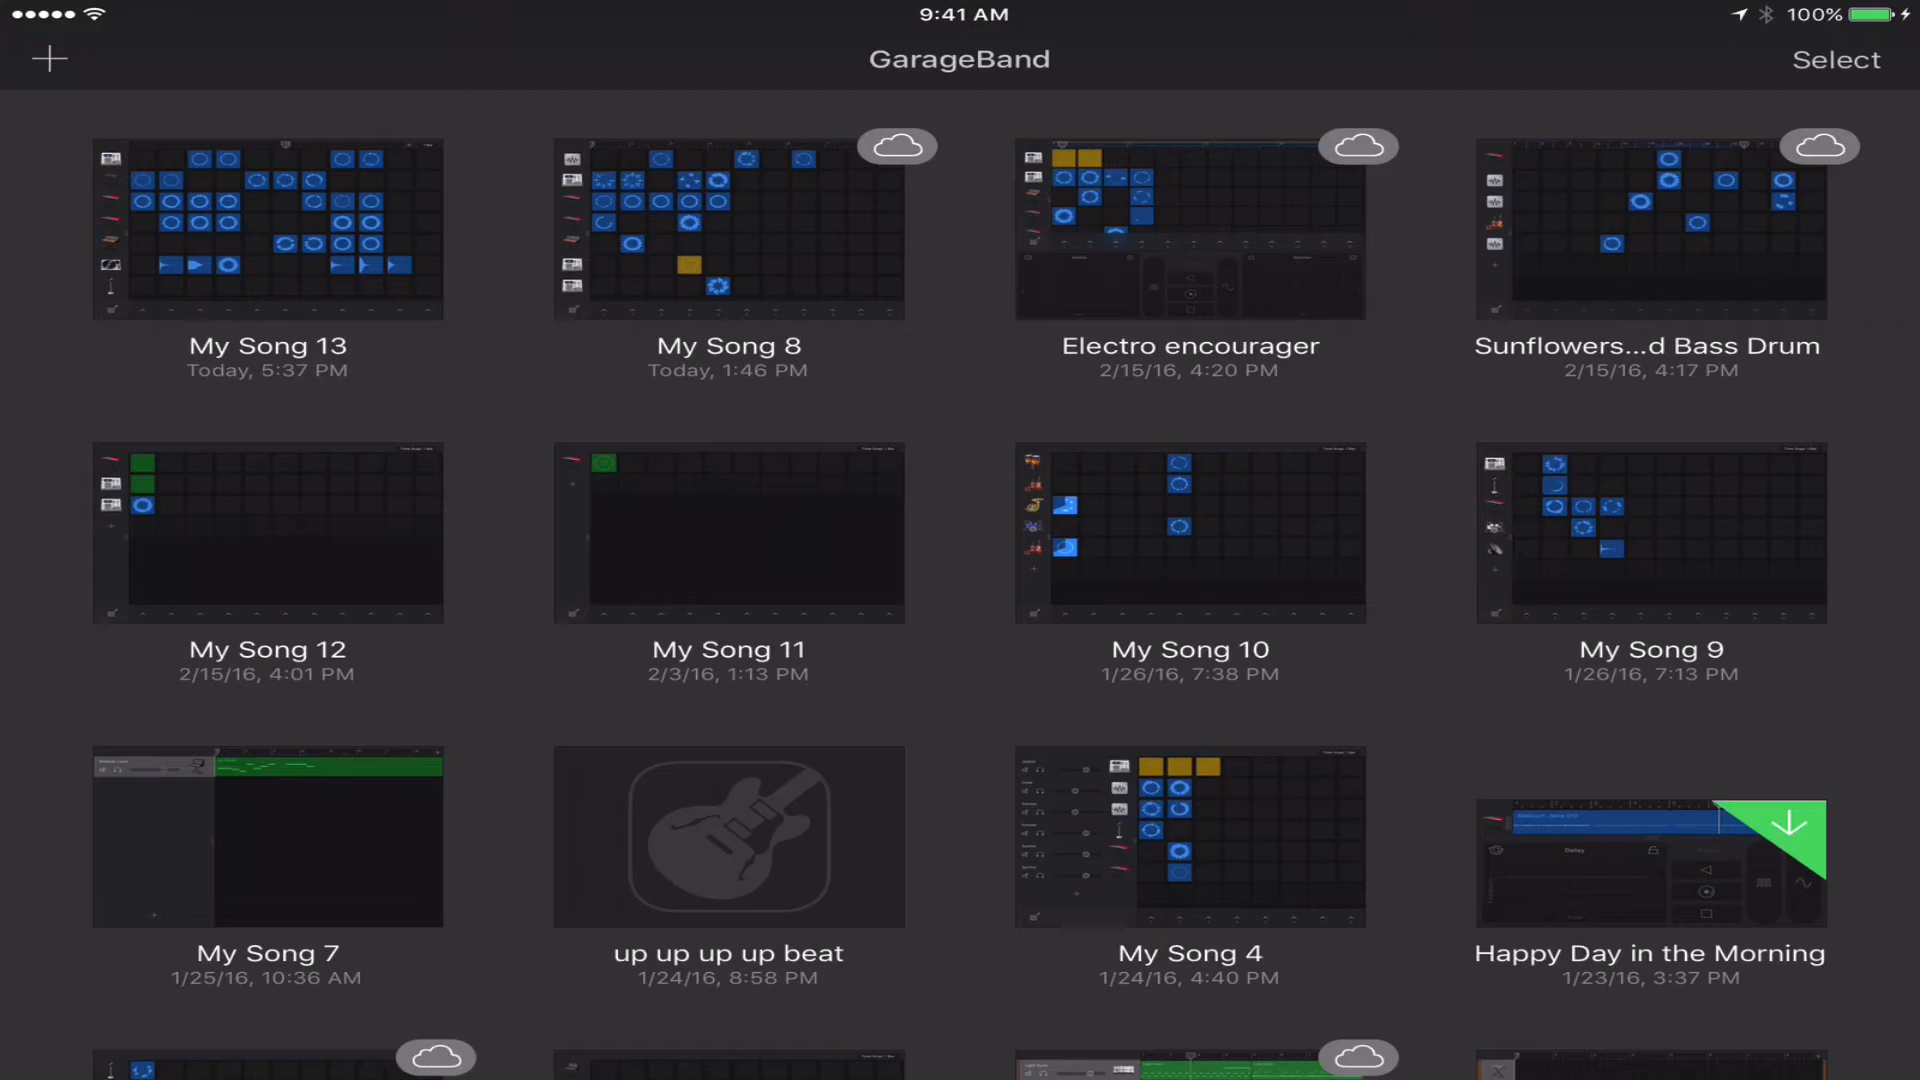 9:41 AM
100%
GarageBand
Select
My Song 13
Today, 5:37 PM
My Song 8
Today, 1:46 PM
Electro encourager
2/15/16, 4:20 PM
Sunflowers...d Bass Drum
2/15/16, 4:17 PM
My Song 12
2/15/16, 4:01 PM
My Song 11
2/3/16, 1:13 PM
My Song 10
1/26/16, 7:38 PM
My Song 9
1/26/16, 7:13 PM
Delay
My Song 7
1/25/16, 10:36 AM
up up up up beat
1/24/16, 8:58 PM
My Song 4
1/24/16, 4:40 PM
Happy Day in the Morning
1/23/16, 3:37 PM